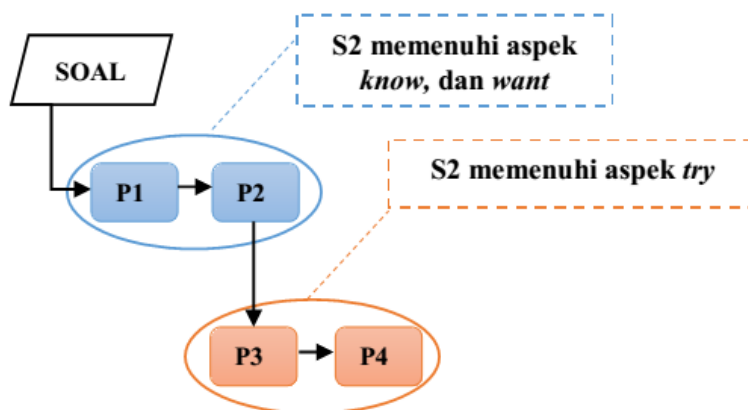 SOAL
S2 memenuhi aspek
know, dan want
P1
P2
S2 memenuhi aspek try
P3
P4